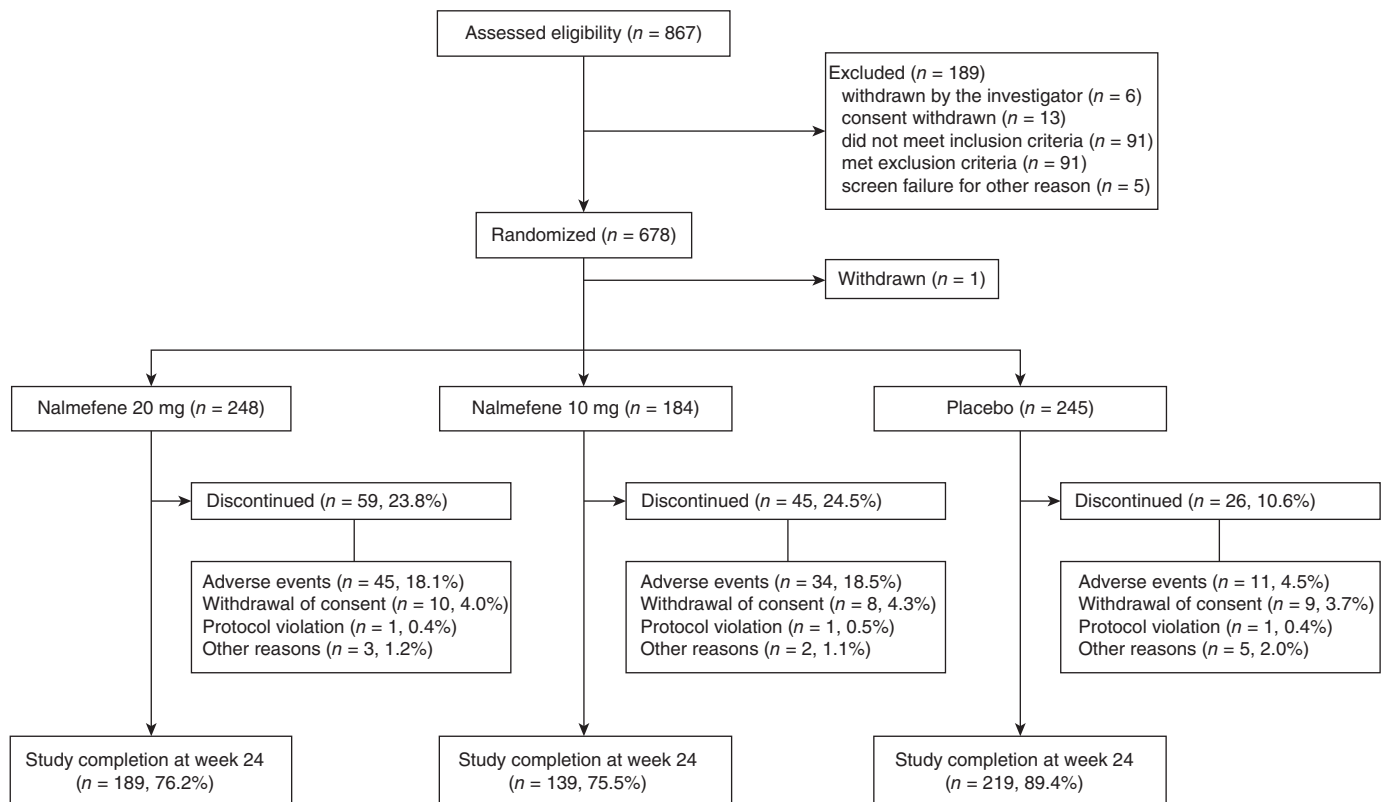 Assessed eligibility (n = 867)
Excluded (n = 189)
withdrawn by the investigator (n = 6)
consent withdrawn (n = 13)
did not meet inclusion criteria (n = 91)
met exclusion criteria (n = 91)
screen failure for other reason (n = 5)
Randomized (n = 678)
Withdrawn (n = 1)
Nalmefene 20 mg (n = 248)
Nalmefene 10 mg (n = 184)
Placebo (n = 245)
Discontinued (n = 59, 23.8%)
Discontinued (n = 45, 24.5%)
Discontinued (n = 26, 10.6%)
Adverse events (n = 45, 18.1%)
Withdrawal of consent (n = 10, 4.0%)
Protocol violation (n = 1, 0.4%)
Other reasons (n = 3, 1.2%)
Adverse events (n = 34, 18.5%)
Withdrawal of consent (n = 8, 4.3%)
Protocol violation (n = 1, 0.5%)
Other reasons (n = 2, 1.1%)
Adverse events (n = 11, 4.5%)
Withdrawal of consent (n = 9, 3.7%)
Protocol violation (n = 1, 0.4%)
Other reasons (n = 5, 2.0%)
Study completion at week 24
(n = 189, 76.2%)
Study completion at week 24
(n = 139, 75.5%)
Study completion at week 24
(n = 219, 89.4%)